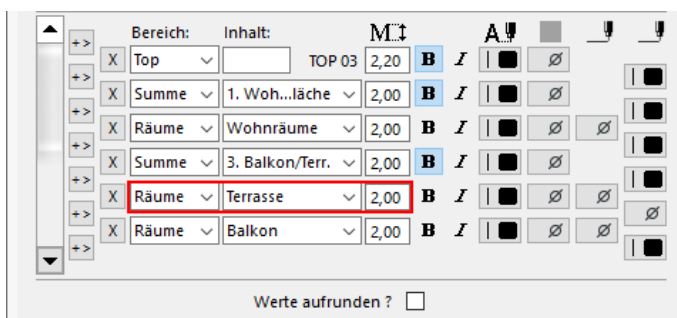 Bereich: Inhalt: M A
+> X Top TOP 03 2,20 B I | Ø
+> X Summe 1. Woh...läche 2,00 B I | Ø |
+> X Räume Wohnräume 2,00 B I | Ø Ø |
+> X Summe 3. Balkon/Terr. 2,00 B I | Ø |
+> X Räume Terrasse 2,00 B I | Ø Ø |
+> X Räume Balkon 2,00 B I | Ø Ø Ø
+> |
Werte aufrunden ?